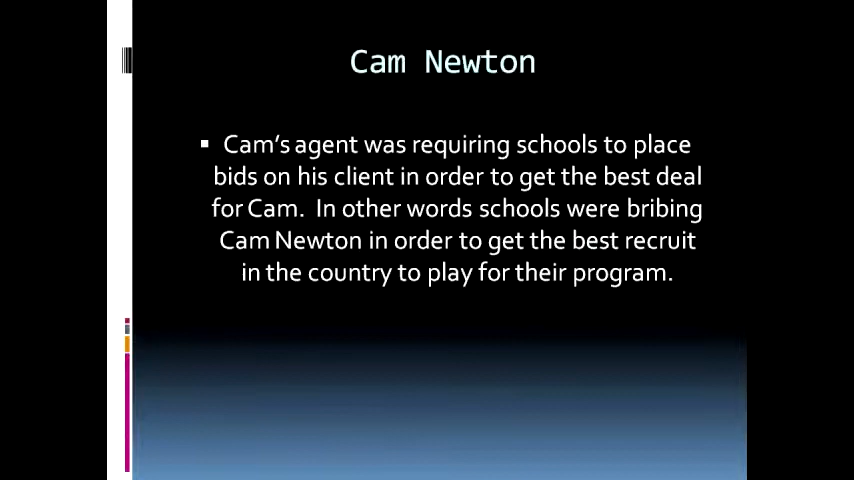 Cam Newton
▪ Cam's agent was requiring schools to place
bids on his client in order to get the best deal
for Cam.  In other words schools were bribing
Cam Newton in order to get the best recruit
in the country to play for their program.